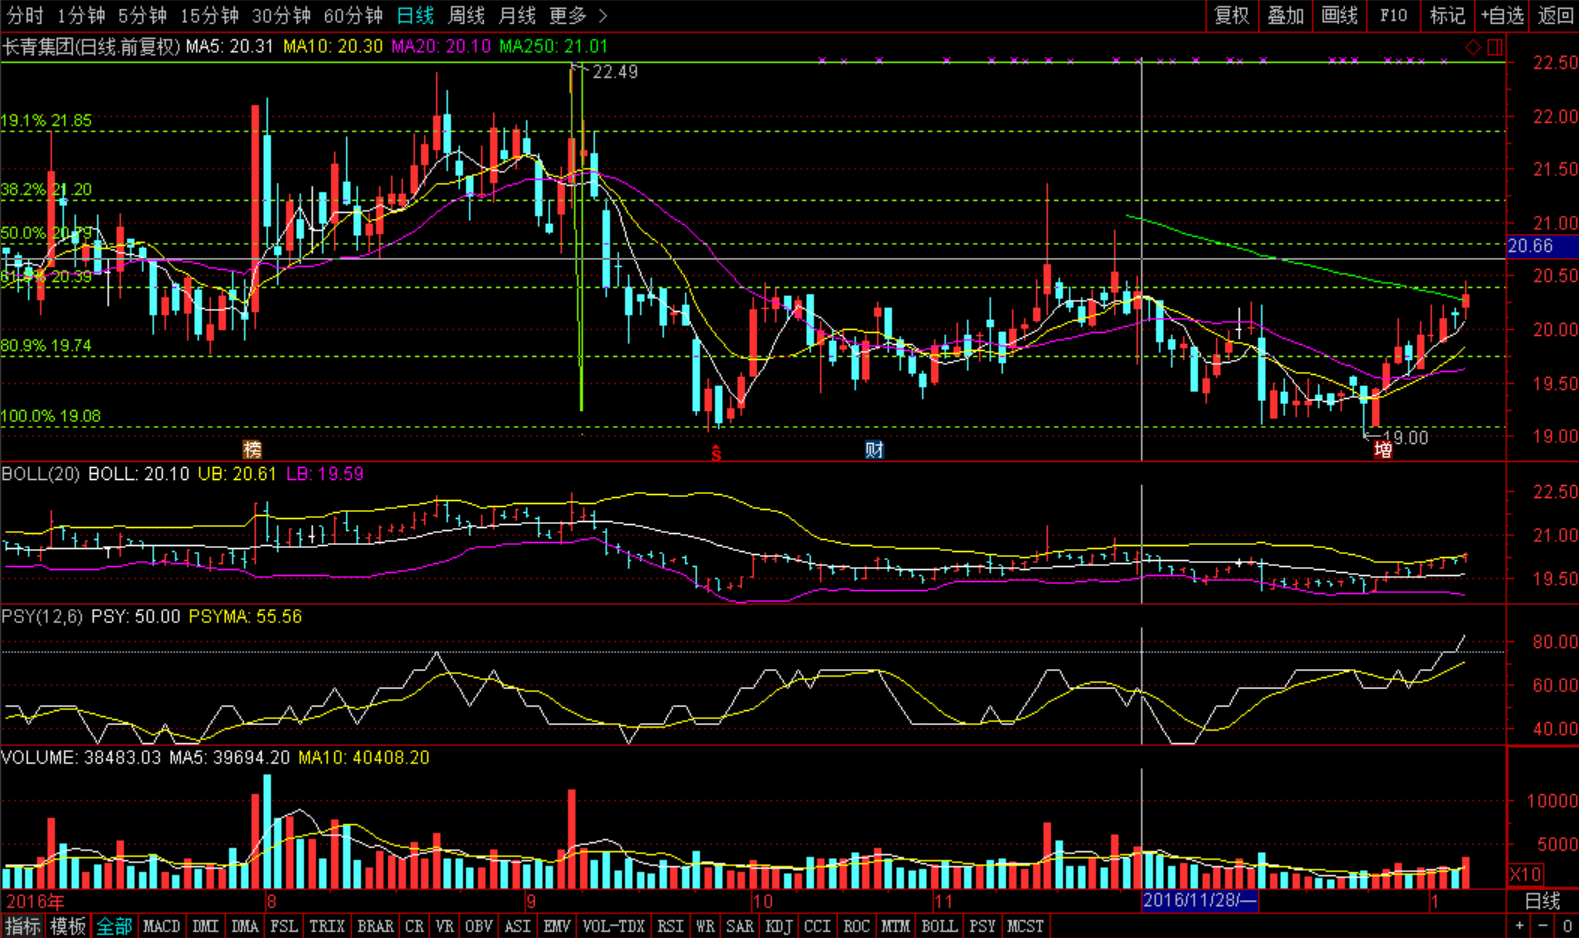 分时 1分钟 5分钟 15分钟 30分钟 60分钟 日线 周线 月线 更多 > 复权 叠加 画线 F10 标记 +自选 返回
长青集团(日线.前复权) MA5: 20.31 MA10: 20.30 MA20: 20.10 MA250: 21.01
22.49
22.50
19.1% 21.85
22.00
21.50
38.2% 21.20
21.00
50.0% 20.79
20.66
61.8% 20.39
20.50
20.00
80.9% 19.74
19.50
100.0% 19.08
19.00
19.00
榜 S 财 增
BOLL(20) BOLL: 20.10 UB: 20.61 LB: 19.59
22.50
21.00
19.50
PSY(12,6) PSY: 50.00 PSYMA: 55.56
80.00
60.00
40.00
VOLUME: 38483.03 MA5: 39694.20 MA10: 40408.20
10000
5000
X10
2016年 8 9 10 11 2016/11/28/一 1 日线
指标 模板 全部 MACD DMI DMA FSL TRIX BRAR CR VR OBV ASI EMV VOL-TDX RSI WR SAR KDJ CCI ROC MTM BOLL PSY MCST + - 0